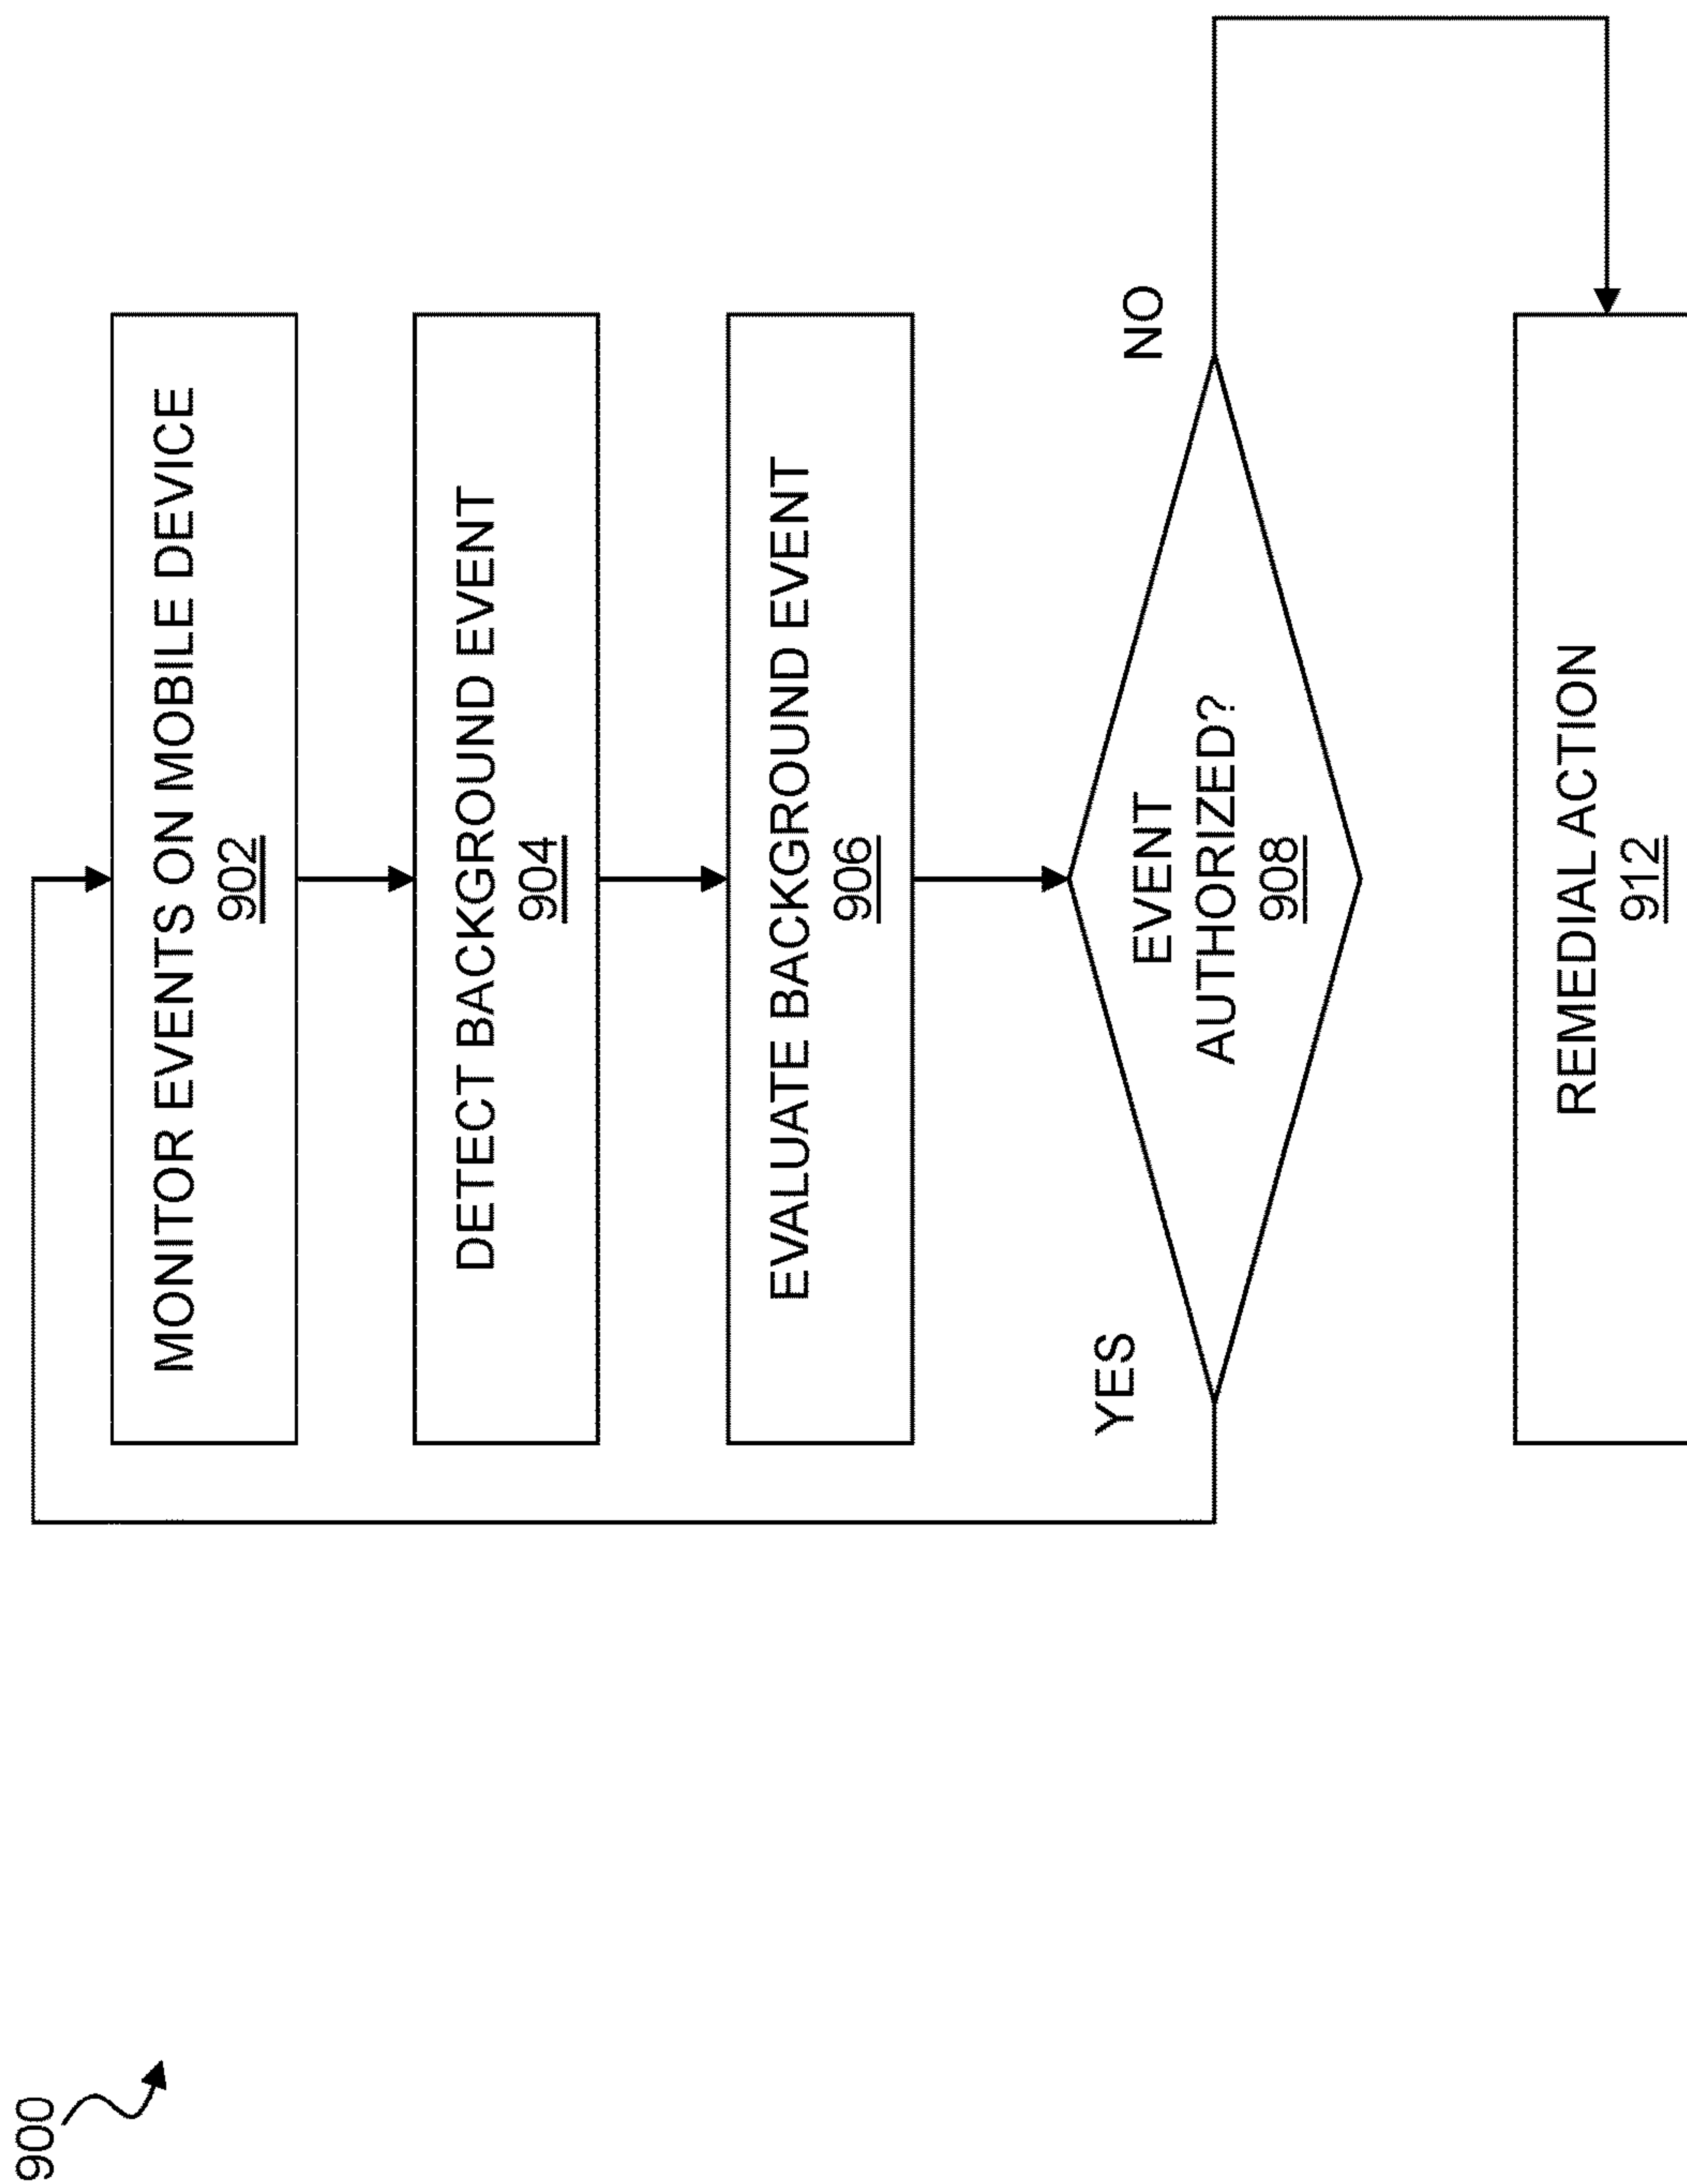 900
MONITOR EVENTS ON MOBILE DEVICE
902
DETECT BACKGROUND EVENT
904
EVALUATE BACKGROUND EVENT
906
YES
EVENT
AUTHORIZED?
908
NO
REMEDIAL ACTION
912